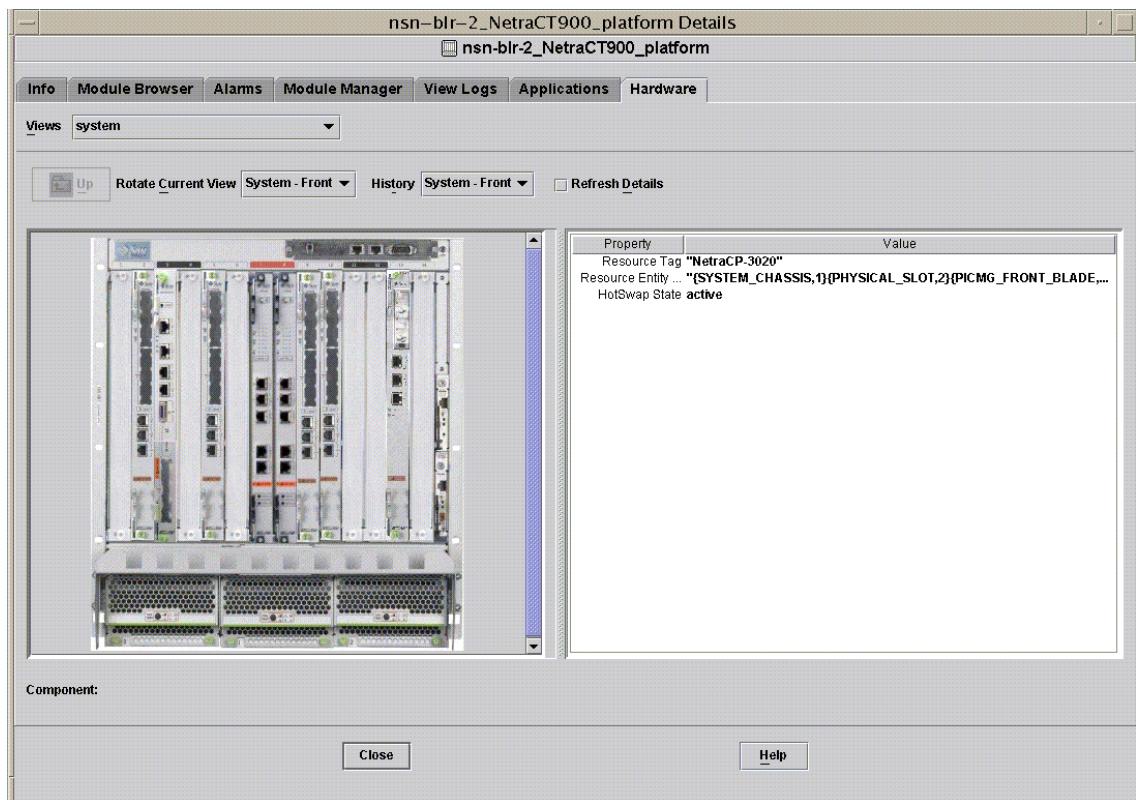 nsn-blr-2_NetraCT900_platform Details
nsn-blr-2_NetraCT900_platform
Info Module Browser Alarms Module Manager View Logs Applications Hardware
Views system
Up Rotate Current View System - Front History System - Front Refresh Details
Property Value
Resource Tag "NetraCP-3020"
Resource Entity ... "{SYSTEM_CHASSIS,1}{PHYSICAL_SLOT,2}{PICMG_FRONT_BLADE,...
HotSwap State active
Component:
Close Help